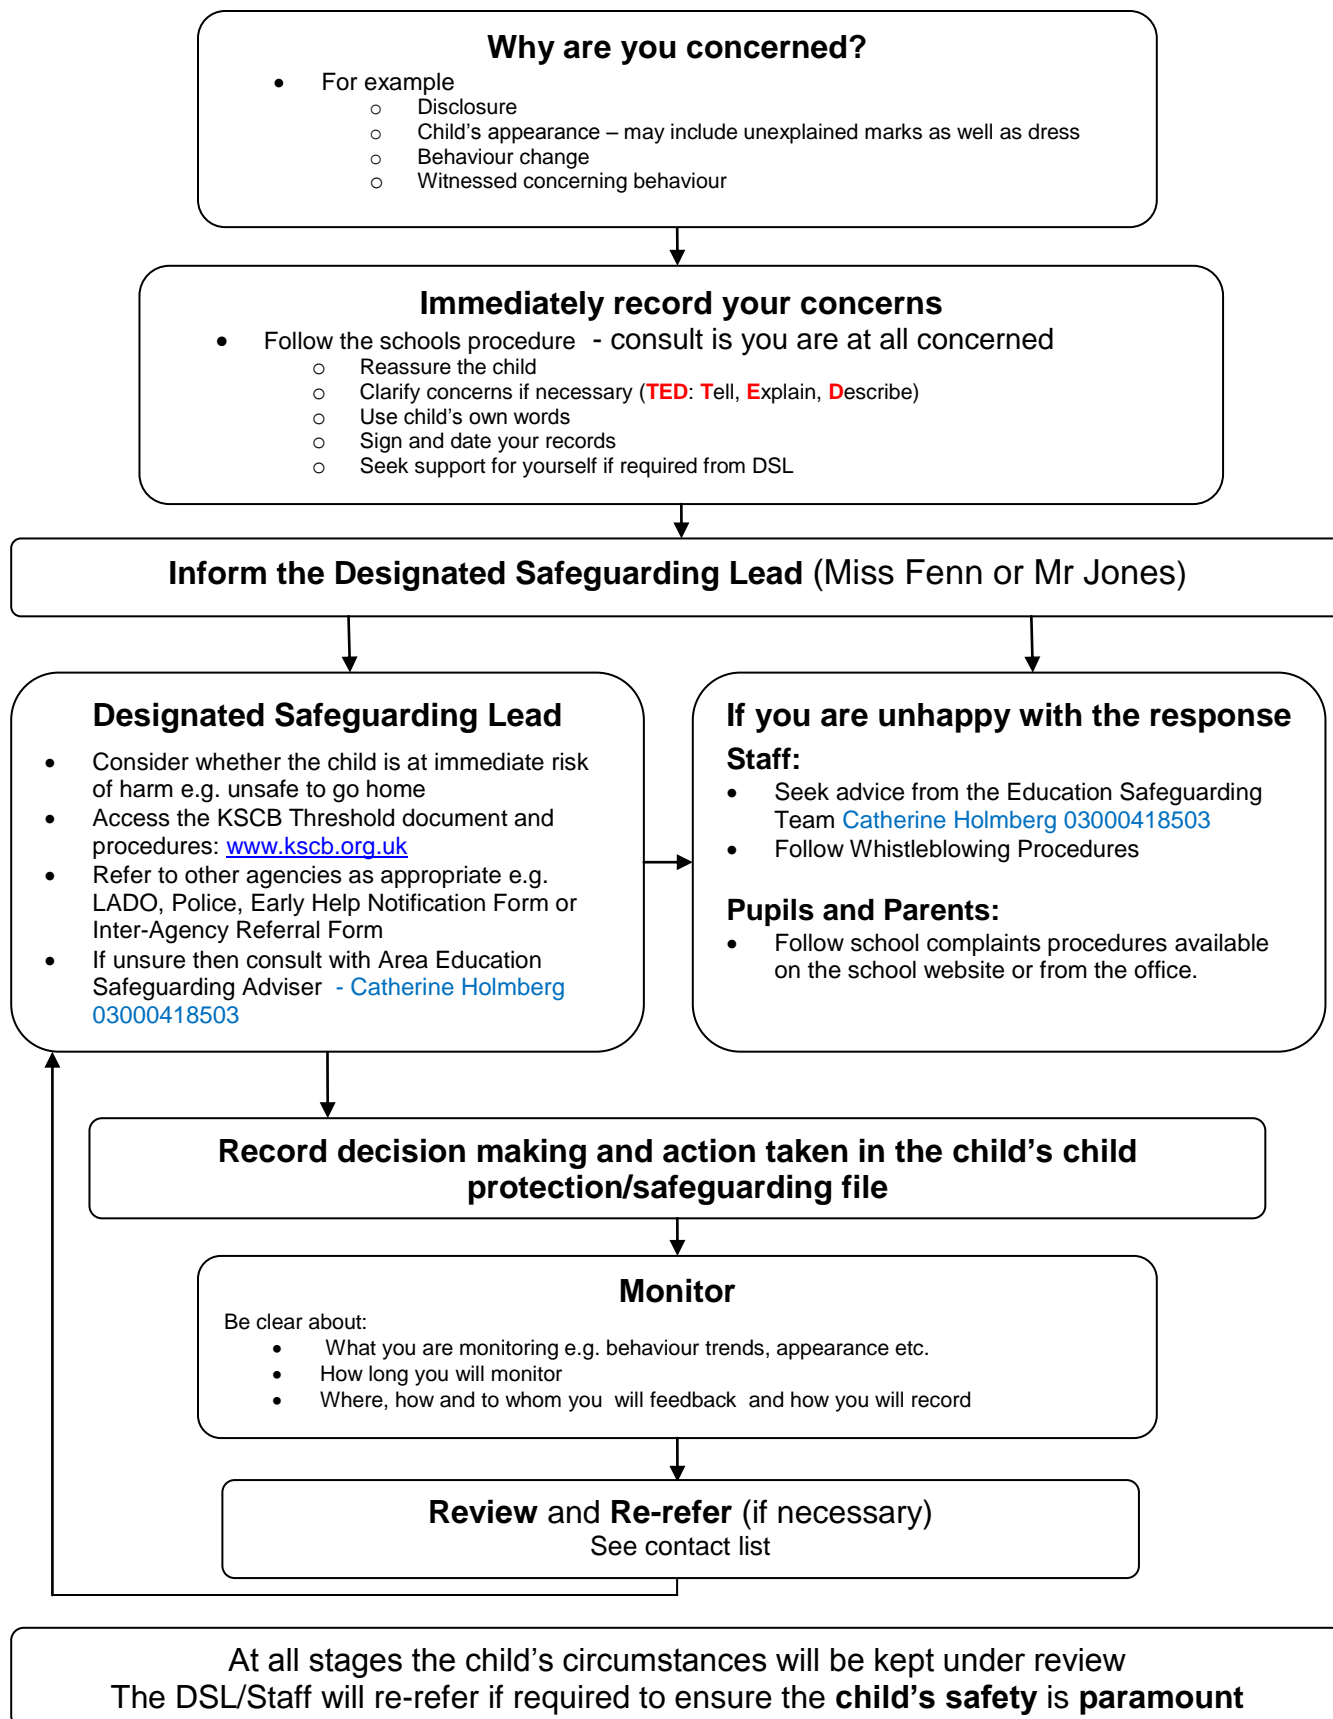 Why are you concerned?
• For example
o Disclosure
o Child’s appearance – may include unexplained marks as well as dress
o Behaviour change
o Witnessed concerning behaviour
Immediately record your concerns
• Follow the schools procedure - consult is you are at all concerned
o Reassure the child
o Clarify concerns if necessary (TED: Tell, Explain, Describe)
o Use child’s own words
o Sign and date your records
o Seek support for yourself if required from DSL
Inform the Designated Safeguarding Lead (Miss Fenn or Mr Jones)
Designated Safeguarding Lead
• Consider whether the child is at immediate risk
of harm e.g. unsafe to go home
• Access the KSCB Threshold document and
procedures: www.kscb.org.uk
• Refer to other agencies as appropriate e.g.
LADO, Police, Early Help Notification Form or
Inter-Agency Referral Form
• If unsure then consult with Area Education
Safeguarding Adviser - Catherine Holmberg
03000418503
If you are unhappy with the response
Staff:
• Seek advice from the Education Safeguarding
Team Catherine Holmberg 03000418503
• Follow Whistleblowing Procedures
Pupils and Parents:
• Follow school complaints procedures available
on the school website or from the office.
Record decision making and action taken in the child’s child
protection/safeguarding file
Monitor
Be clear about:
• What you are monitoring e.g. behaviour trends, appearance etc.
• How long you will monitor
• Where, how and to whom you will feedback and how you will record
Review and Re-refer (if necessary)
See contact list
At all stages the child’s circumstances will be kept under review
The DSL/Staff will re-refer if required to ensure the child’s safety is paramount